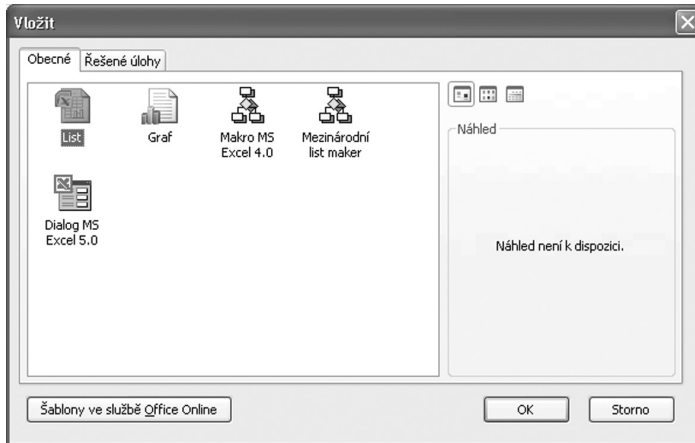 Vložit
Obecné
Řešené úlohy
List
Graf
Makro MS
Excel 4.0
Mezinárodní
list maker
Dialog MS
Excel 5.0
Náhled
Náhled není k dispozici.
Šablony ve službě Office Online
OK
Storno